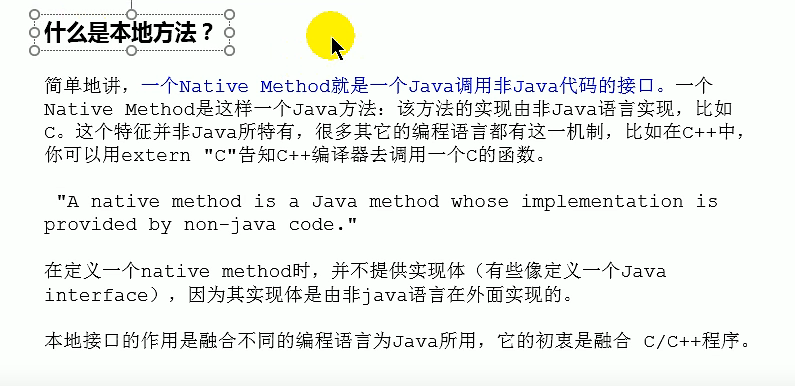 什么是本地方法？
简单地讲，一个Native Method就是一个Java调用非Java代码的接口。一个
Native Method是这样一个Java方法：该方法的实现由非Java语言实现，比如
C。这个特征并非Java所特有，很多其它的编程语言都有这一机制，比如在C++中，
你可以用extern "C"告知C++编译器去调用一个C的函数。
"A native method is a Java method whose implementation is
provided by non-java code."
在定义一个native method时，并不提供实现体（有些像定义一个Java
interface），因为其实现体是由非java语言在外面实现的。
本地接口的作用是融合不同的编程语言为Java所用，它的初衷是融合 C/C++程序。